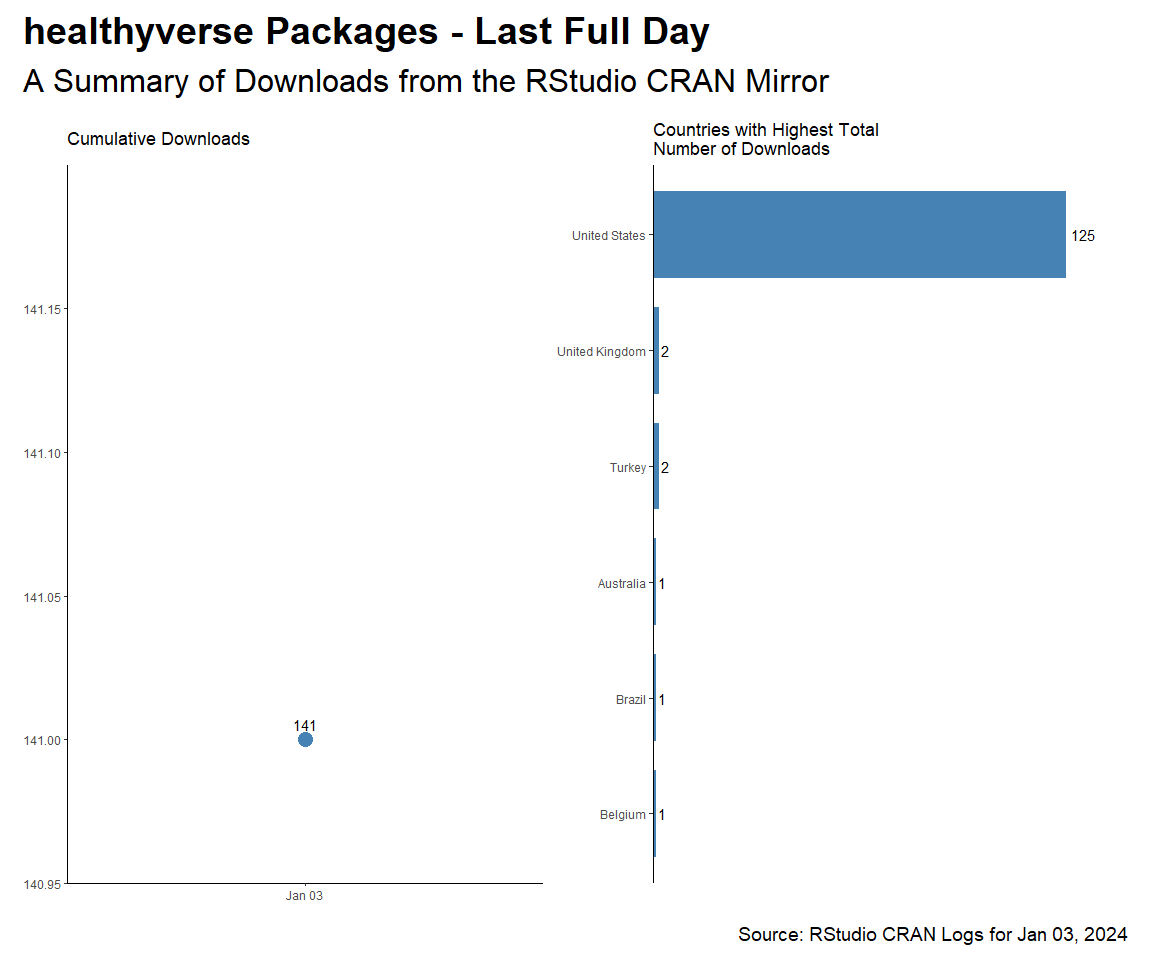 healthyverse Packages - Last Full Day
A Summary of Downloads from the RStudio CRAN Mirror
Cumulative Downloads
141.15
141.10
141.05
141.00
140.95
141
Jan 03
Countries with Highest Total
Number of Downloads
United States 125
United Kingdom 2
Turkey 2
Australia 1
Brazil 1
Belgium 1
Source: RStudio CRAN Logs for Jan 03, 2024